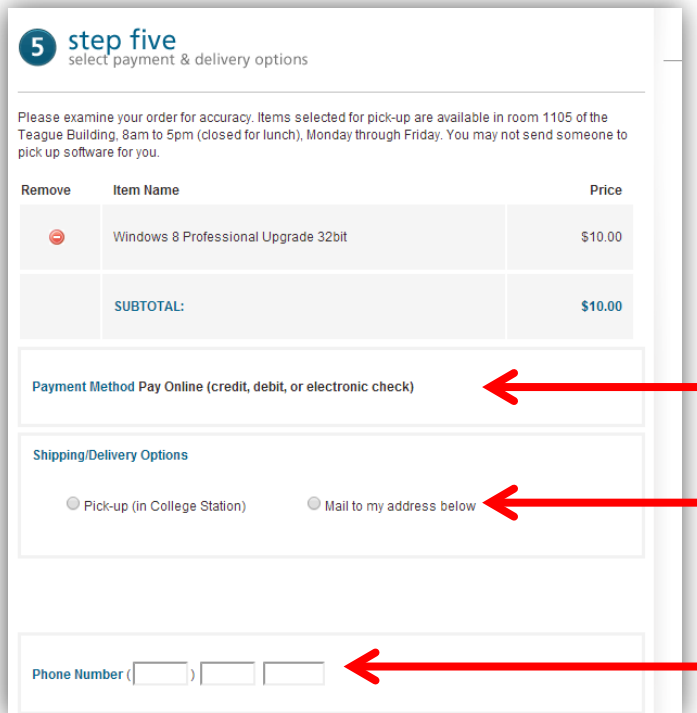 5 step five
select payment & delivery options
Please examine your order for accuracy. Items selected for pick-up are available in room 1105 of the
Teague Building, 8am to 5pm (closed for lunch), Monday through Friday. You may not send someone to
pick up software for you.
Remove Item Name Price
Windows 8 Professional Upgrade 32bit $10.00
SUBTOTAL: $10.00
Payment Method Pay Online (credit, debit, or electronic check)
Shipping/Delivery Options
Pick-up (in College Station) Mail to my address below
Phone Number ( )